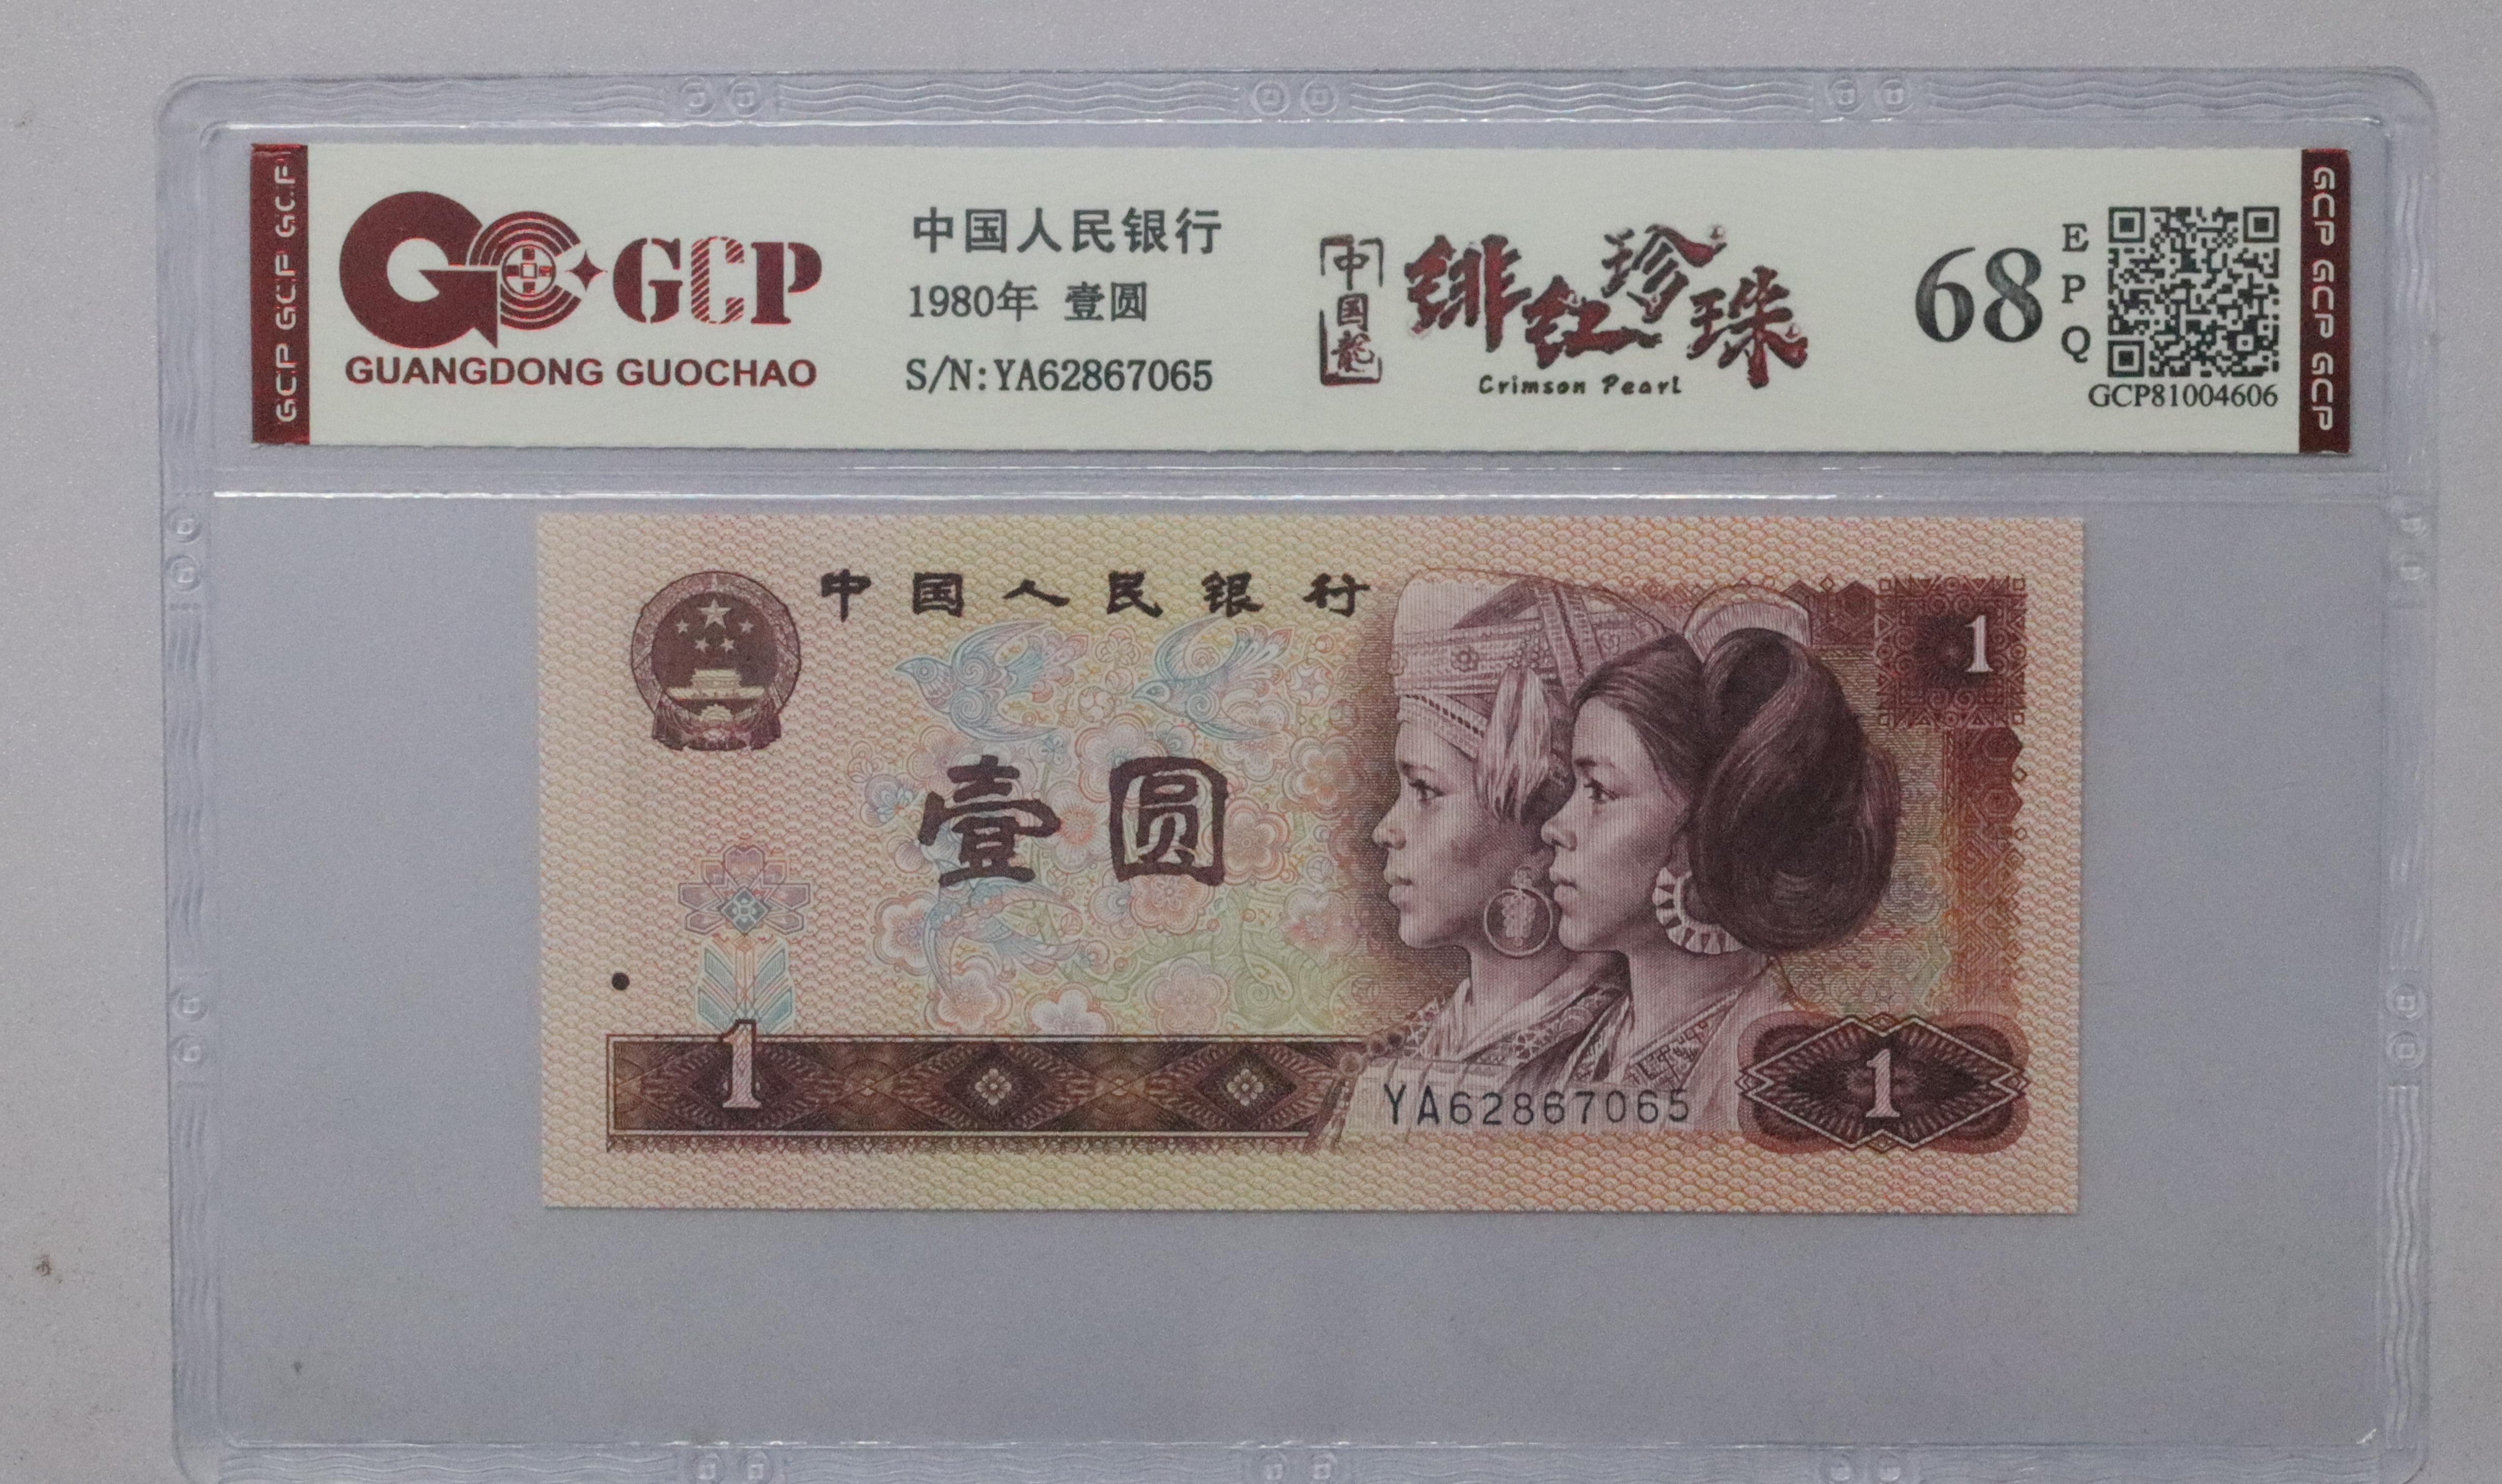 GCP GCP GCP
GCP
GUANGDONG GUOCHAO
中国人民银行
1980年 壹圆
S/N:YA62867065
中国龍
绯红珍珠
Crimson Pearl
68
EPQ
GCP81004606
GCP GCP GCP
中国人民银行
1
壹圆
1
YA62867065
1